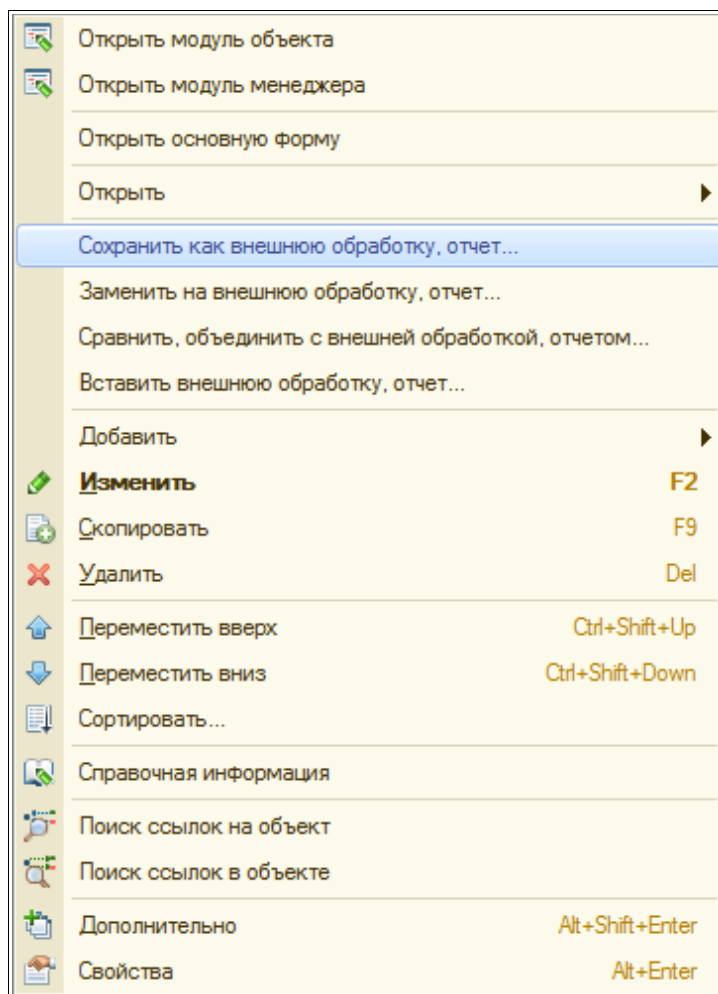 Открыть модуль объекта
Открыть модуль менеджера
Открыть основную форму
Открыть
Сохранить как внешнюю обработку, отчет...
Заменить на внешнюю обработку, отчет...
Сравнить, объединить с внешней обработкой, отчетом...
Вставить внешнюю обработку, отчет...
Добавить
Изменить F2
Скопировать F9
Удалить Del
Переместить вверх Ctrl+Shift+Up
Переместить вниз Ctrl+Shift+Down
Сортировать...
Справочная информация
Поиск ссылок на объект
Поиск ссылок в объекте
Дополнительно Alt+Shift+Enter
Свойства Alt+Enter